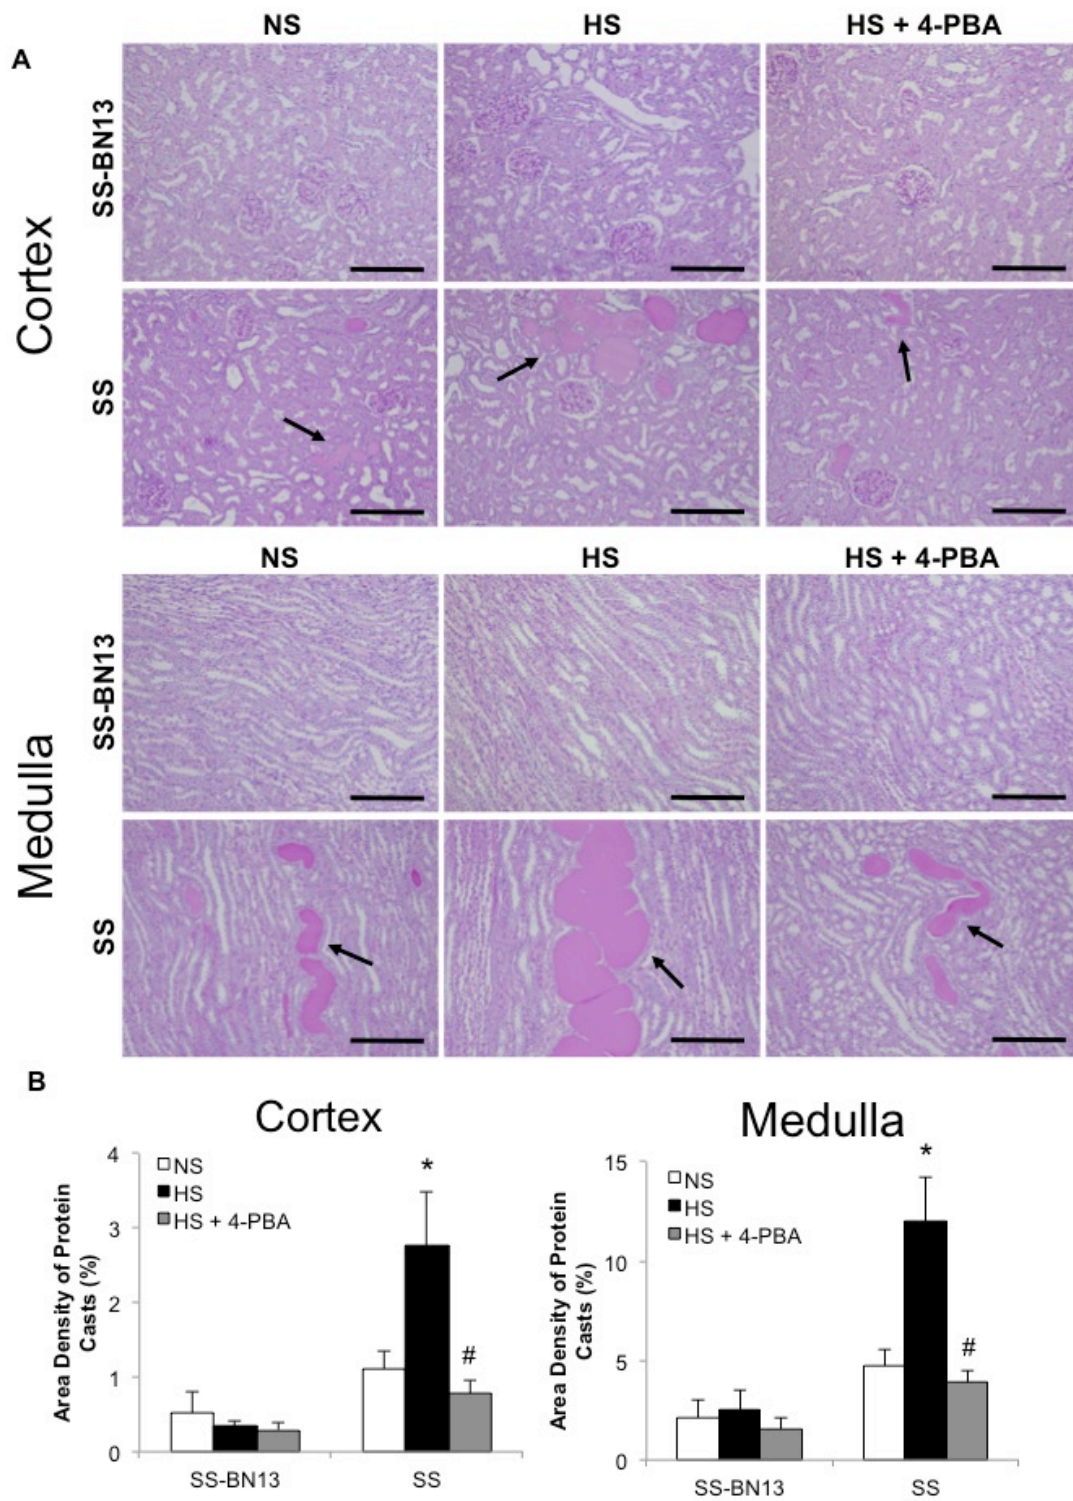 A
NS HS HS + 4-PBA
Cortex
SS-BN13
SS
NS HS HS + 4-PBA
Medulla
SS-BN13
SS
B
Cortex
Area Density of Protein
Casts (%)
4
3
2
1
0
NS
HS
HS + 4-PBA
*
#
SS-BN13 SS
Medulla
Area Density of Protein
Casts (%)
15
10
5
0
NS
HS
HS + 4-PBA
*
#
SS-BN13 SS